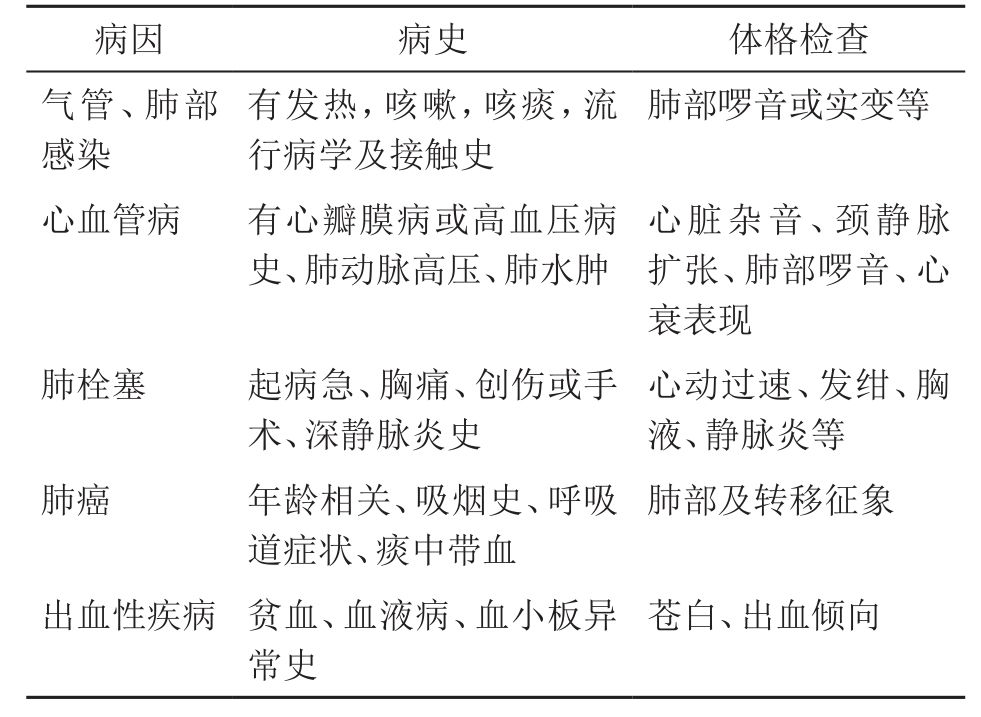 病因 病史 体格检查
气管、肺部 有发热，咳嗽，咳痰，流 肺部啰音或实变等
感染 行病学及接触史
心血管病 有心瓣膜病或高血压病 心脏杂音、颈静脉
史、肺动脉高压、肺水肿 扩张、肺部啰音、心
衰表现
肺栓塞 起病急、胸痛、创伤或手 心动过速、发绀、胸
术、深静脉炎史 液、静脉炎等
肺癌 年龄相关、吸烟史、呼吸 肺部及转移征象
道症状、痰中带血
出血性疾病 贫血、血液病、血小板异 苍白、出血倾向
常史